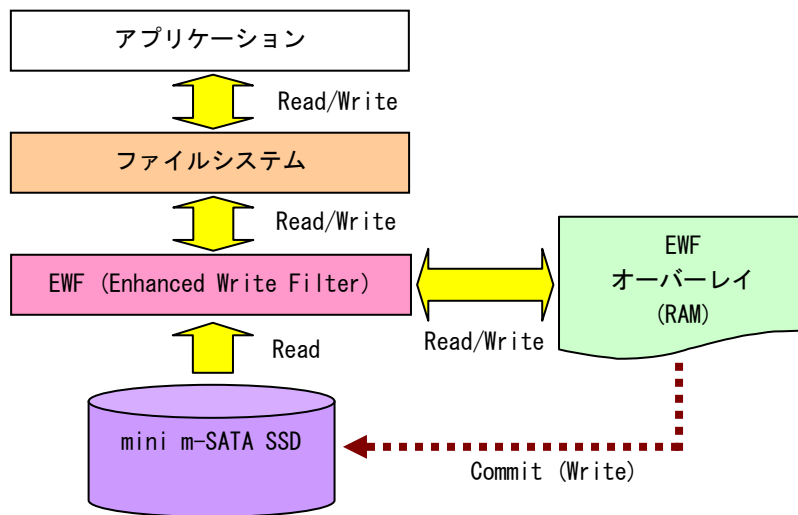 アプリケーション
Read/Write
ファイルシステム
Read/Write
EWF (Enhanced Write Filter)
Read/Write
EWF
オーバーレイ
(RAM)
Read
mini m-SATA SSD
Commit (Write)